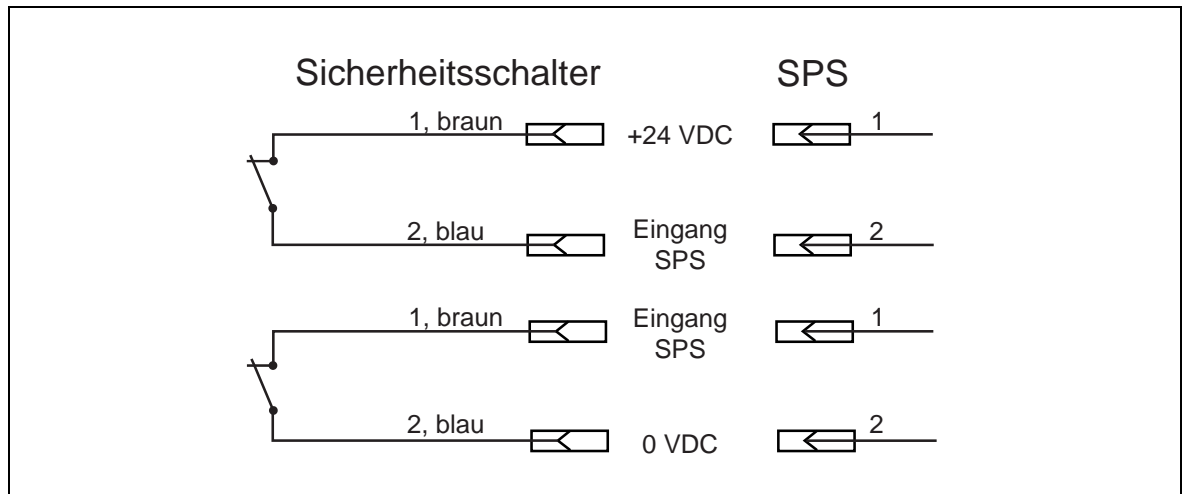 Sicherheitsschalter SPS
1, braun +24 VDC 1
2, blau Eingang
SPS 2
1, braun Eingang
SPS 1
2, blau 0 VDC 2